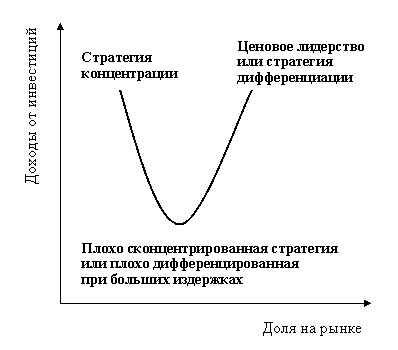 Доходы от инвестиций
Стратегия
концентрации
Ценовое лидерство
или стратегия
дифференциации
Плохо сконцентрированная стратегия
или плохо дифференцированная
при больших издержках
Доля на рынке